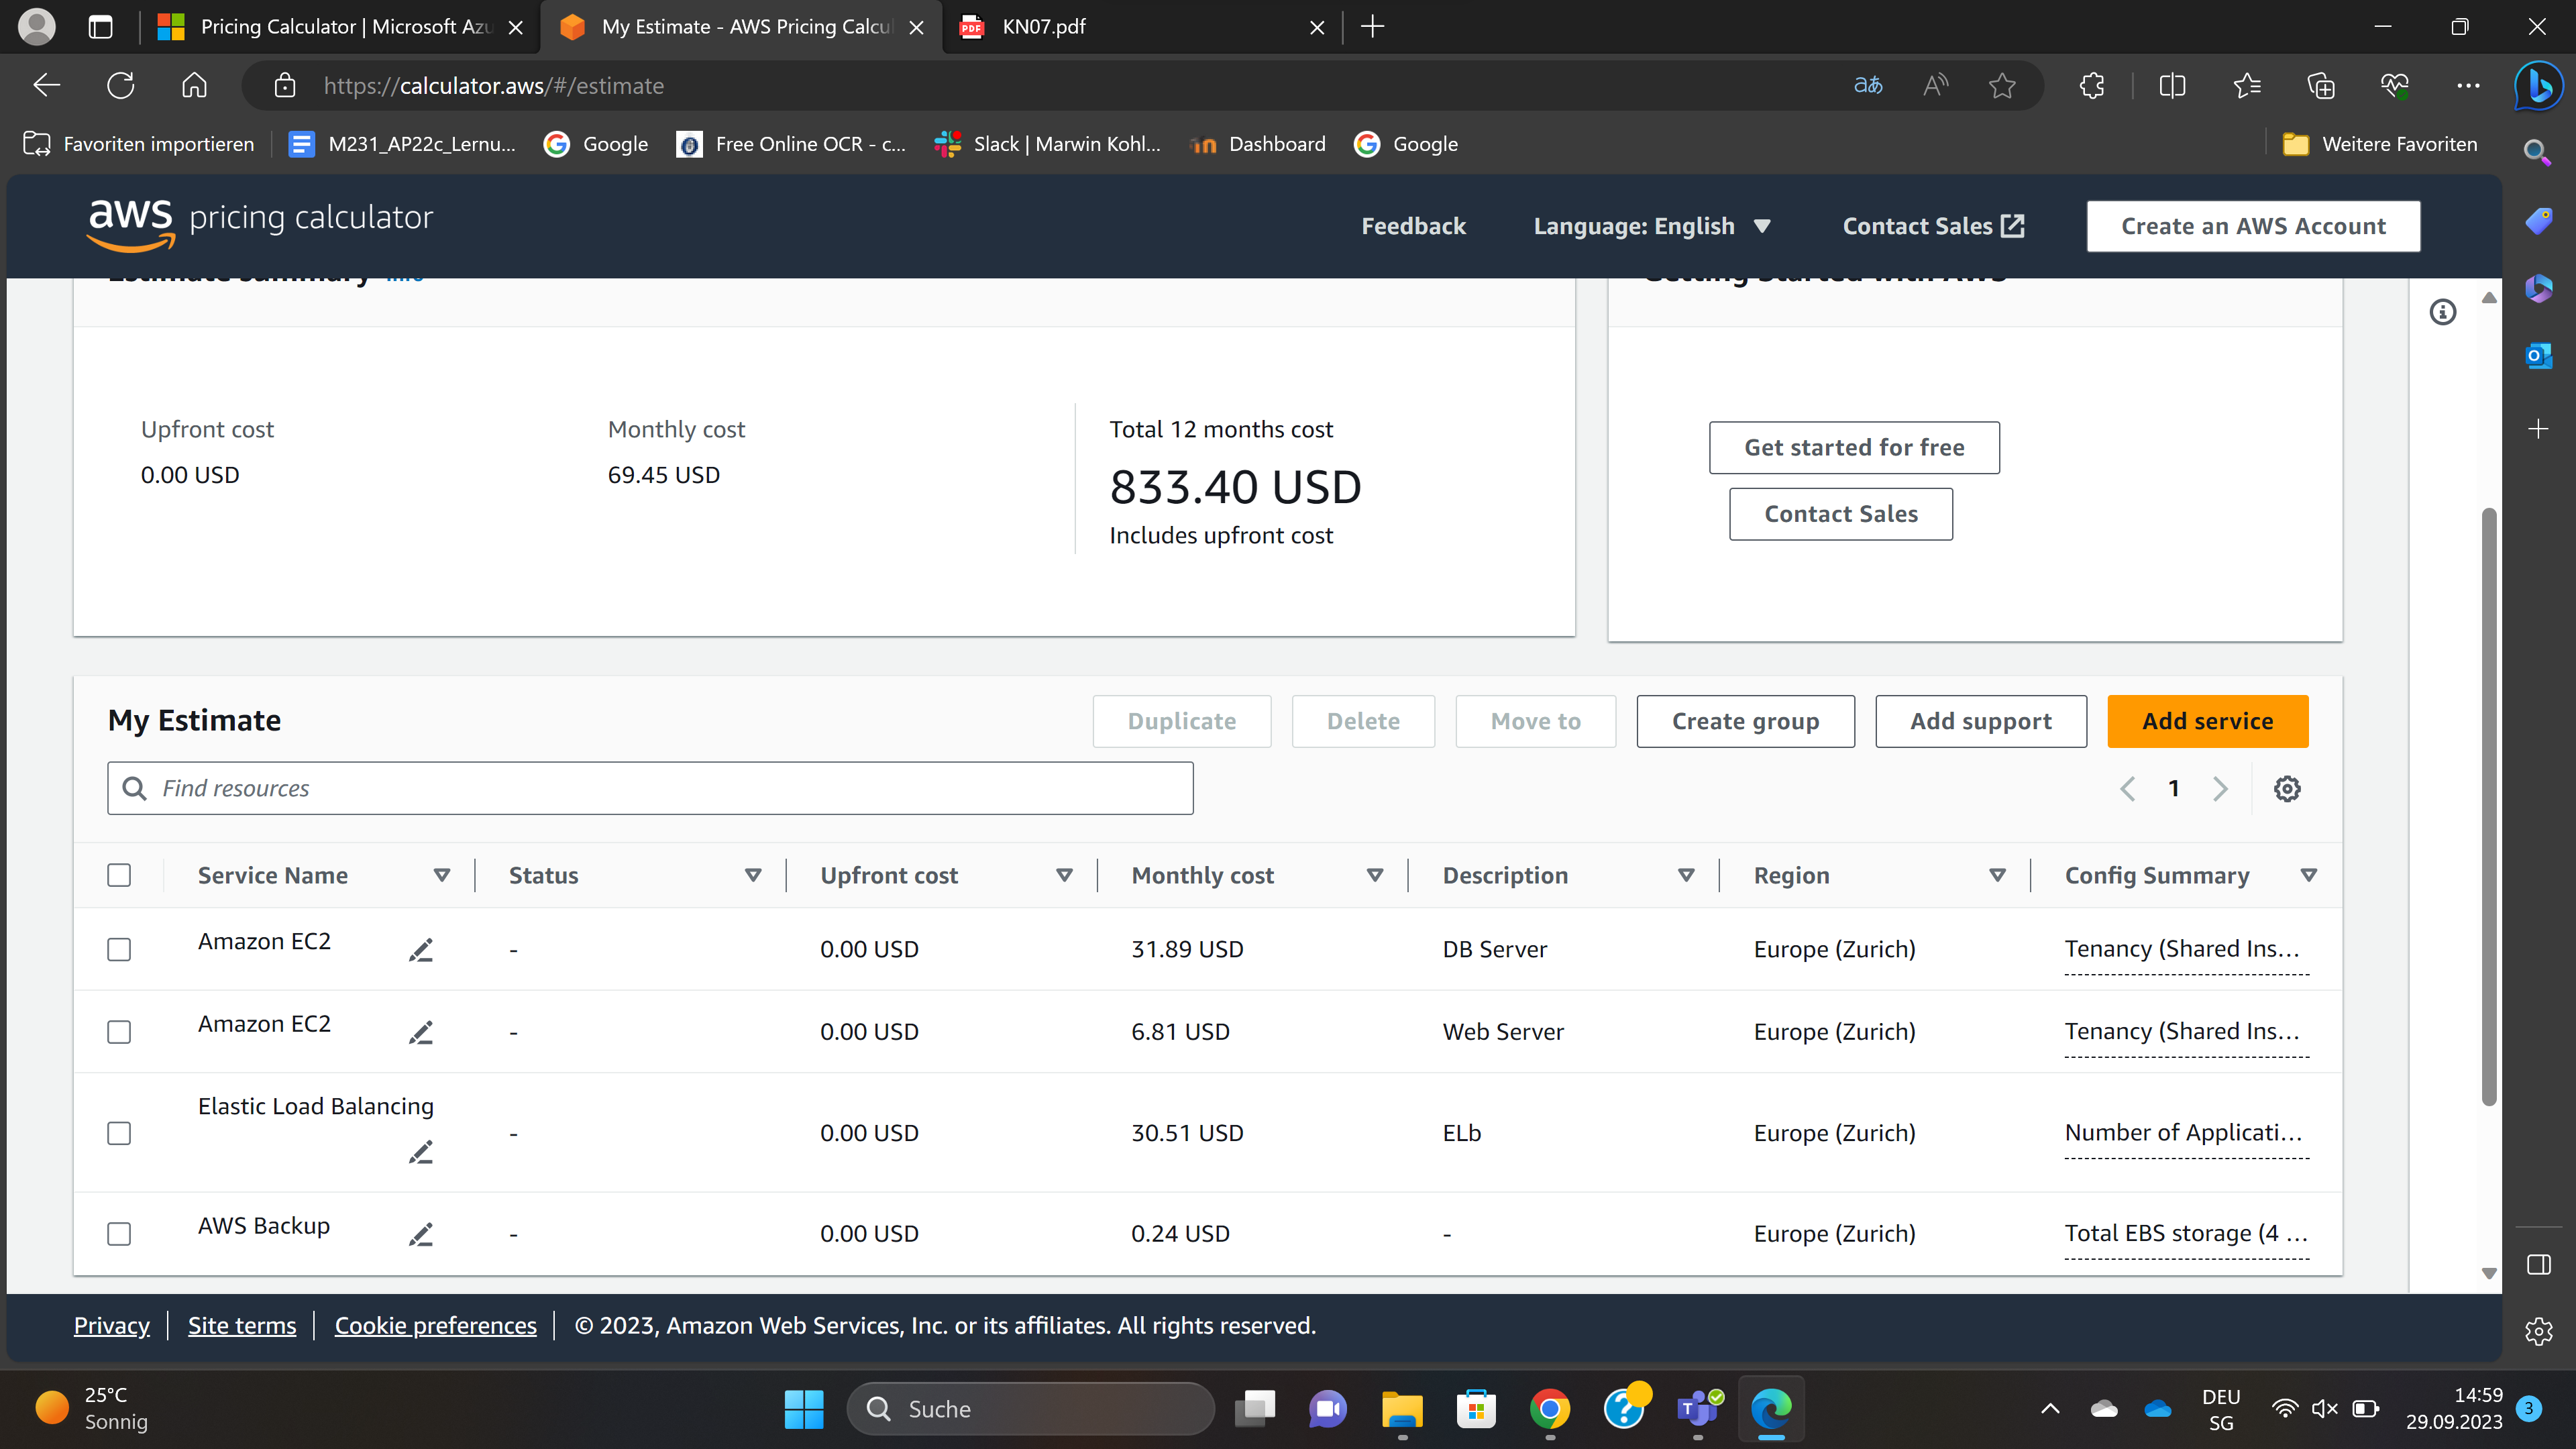 Pricing Calculator | Microsoft Azu
My Estimate - AWS Pricing Calcul
PDF
KN07.pdf
https://calculator.aws/#/estimate
Favoriten importieren
M231_AP22c_Lernu...
Google
Free Online OCR - c...
Slack | Marwin Kohl...
Dashboard
Google
Weitere Favoriten
aws pricing calculator
Feedback
Language: English
Contact Sales
Create an AWS Account
Estimate summary Info
Getting Started with AWS
Upfront cost
0.00 USD
Monthly cost
69.45 USD
Total 12 months cost
833.40 USD
Includes upfront cost
Get started for free
Contact Sales
My Estimate
Duplicate
Delete
Move to
Create group
Add support
Add service
Find resources
1
Service Name Status Upfront cost Monthly cost Description Region Config Summary
Amazon EC2 - 0.00 USD 31.89 USD DB Server Europe (Zurich) Tenancy (Shared Ins...
Amazon EC2 - 0.00 USD 6.81 USD Web Server Europe (Zurich) Tenancy (Shared Ins...
Elastic Load Balancing - 0.00 USD 30.51 USD ELb Europe (Zurich) Number of Applicati...
AWS Backup - 0.00 USD 0.24 USD - Europe (Zurich) Total EBS storage (4 ...
Privacy
Site terms
Cookie preferences
© 2023, Amazon Web Services, Inc. or its affiliates. All rights reserved.
25°C
Sonnig
Suche
DEU
SG
14:59
29.09.2023
3